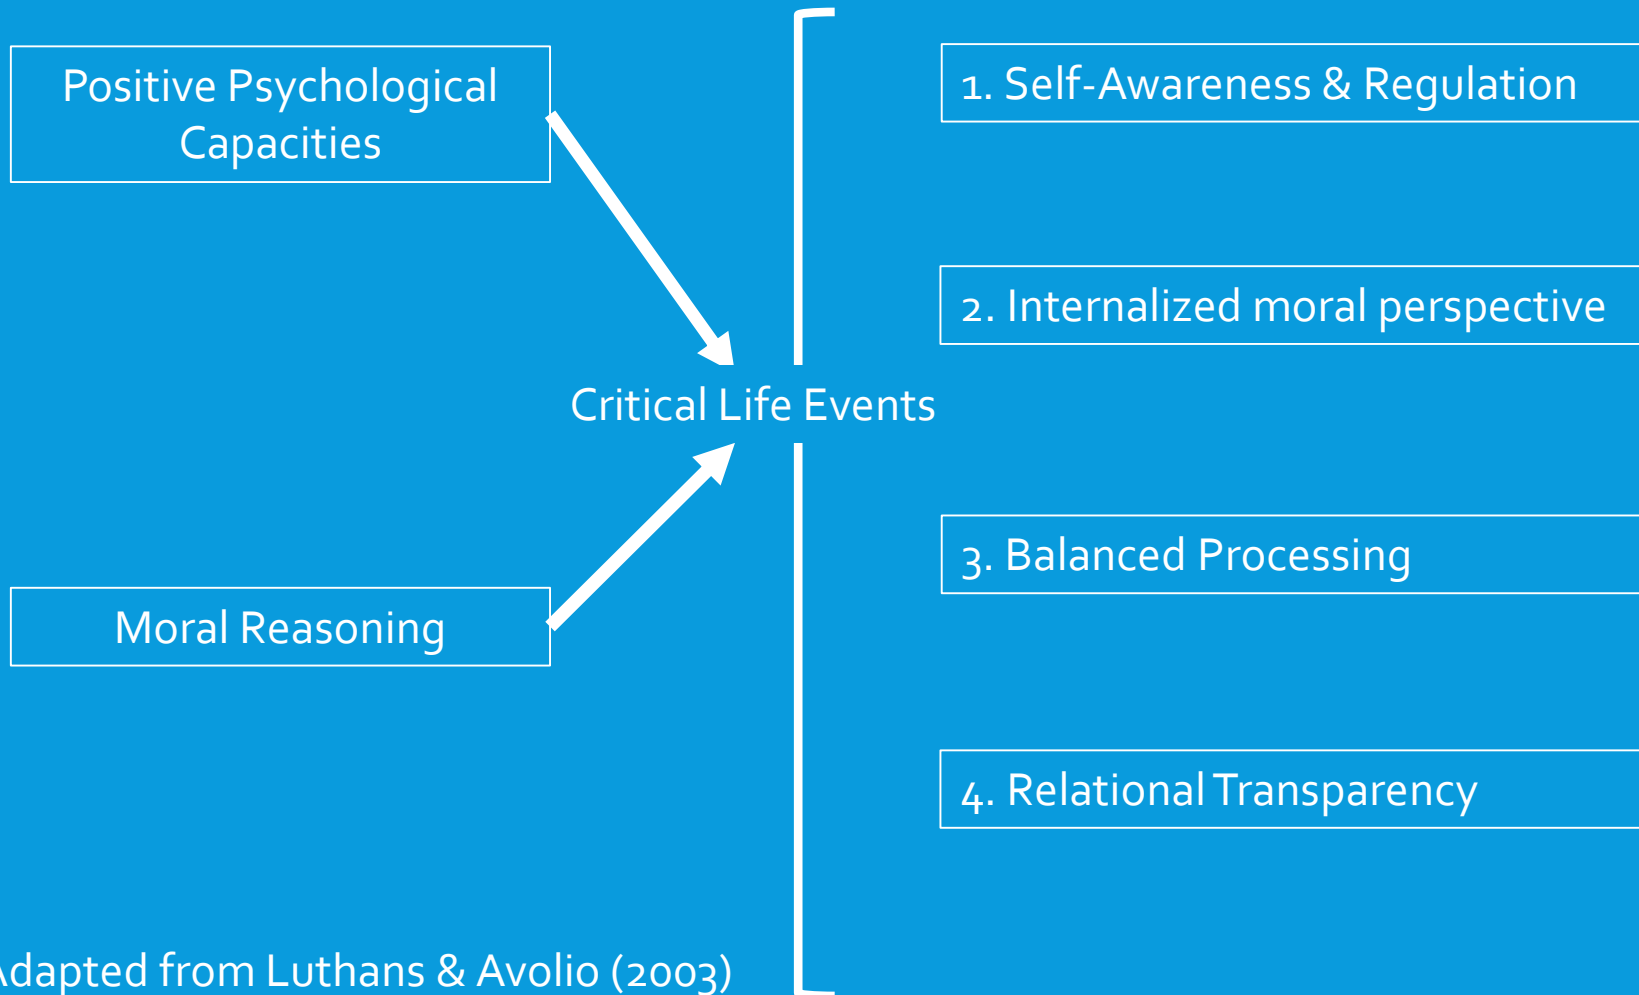 Positive Psychological
Capacities
1. Self-Awareness & Regulation
2. Internalized moral perspective
Critical Life Events
3. Balanced Processing
Moral Reasoning
4. Relational Transparency
Adapted from Luthans & Avolio (2003)